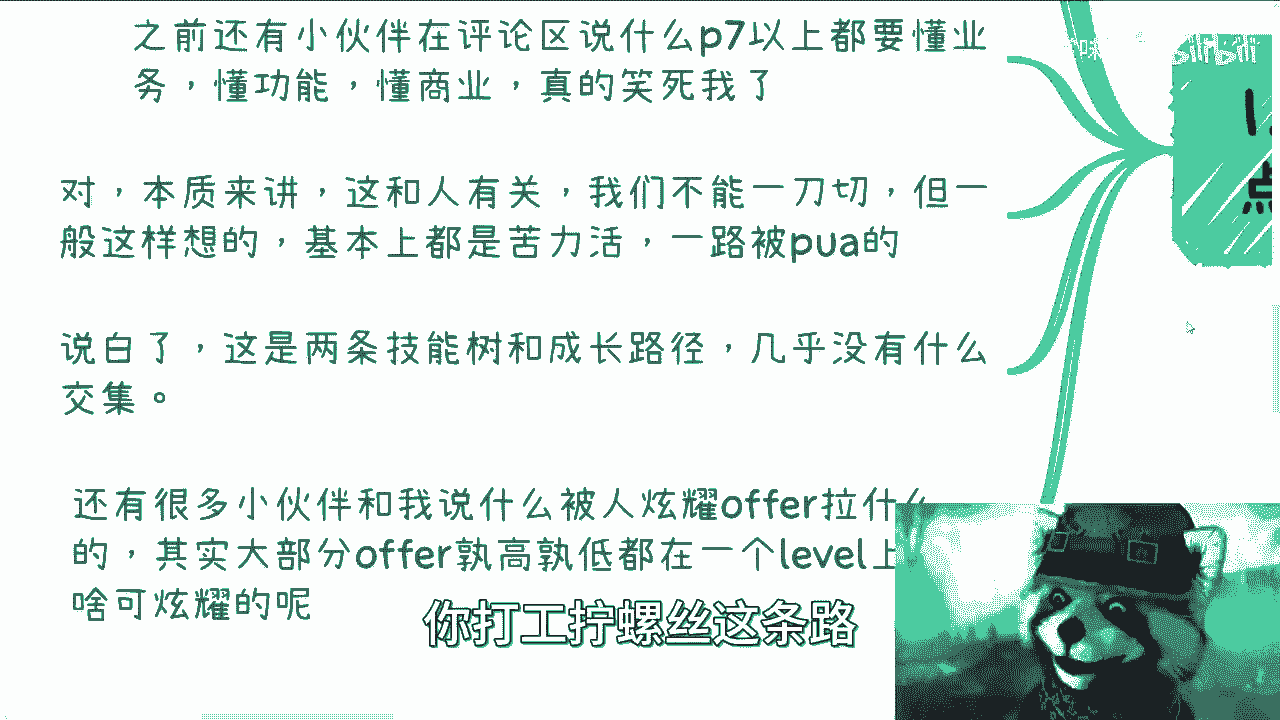 之前还有小伙伴在评论区说什么p7以上都要懂业
务，懂功能，懂商业，真的笑死我了
对，本质来讲，这和人有关，我们不能一刀切，但一
般这样想的，基本上都是苦力活，一路被pua的
说白了，这是两条技能树和成长路径，几乎没有什么
交集。
还有很多小伙伴和我说什么被人炫耀offer拉什么
的，其实大部分offer孰高孰低都在一个level上
啥可炫耀的呢
你打工拧螺丝这条路
bilibili